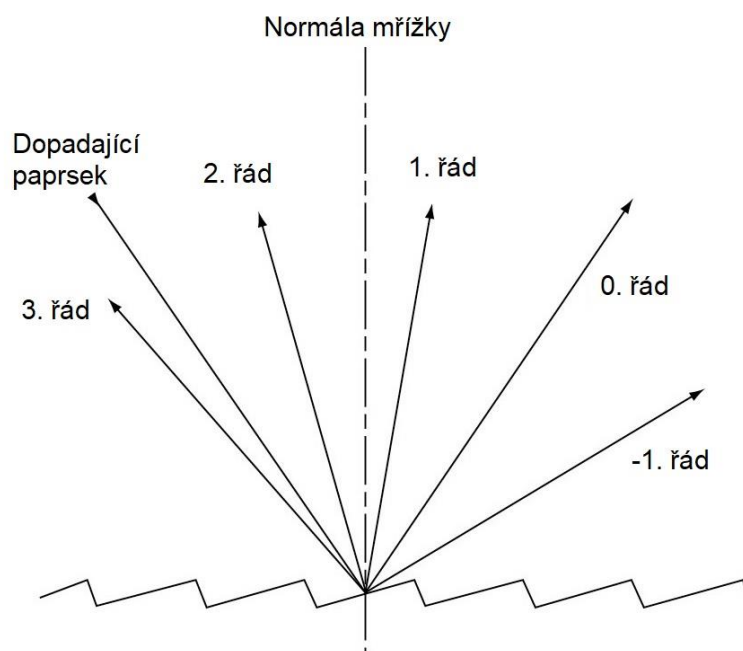 Normála mřížky
Dopadající
paprsek
2. řád
1. řád
0. řád
3. řád
-1. řád